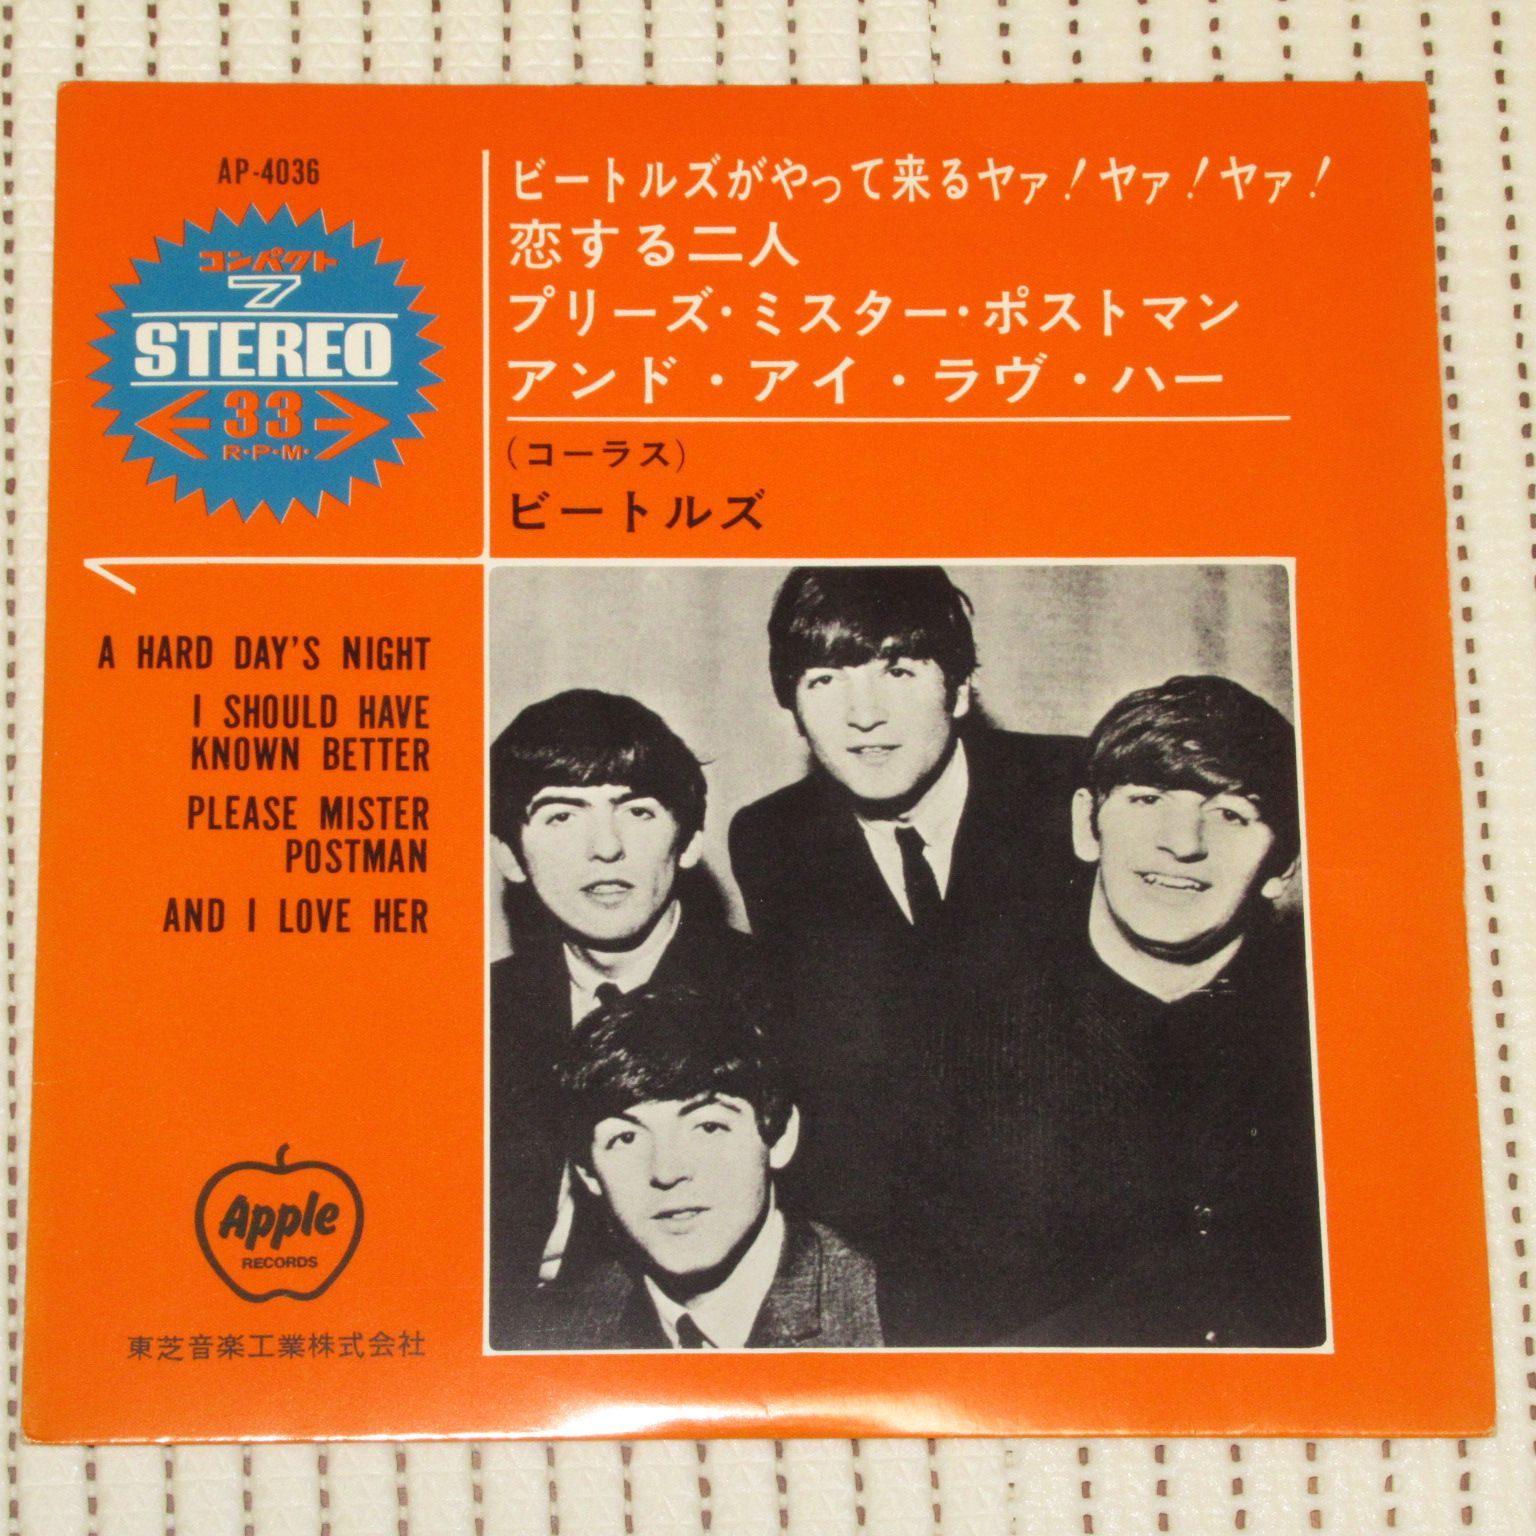 AP-4036
コンパクト
7
STEREO
33
R・P・M・
ビートルズがやって来るヤァ！ヤァ！ヤァ！
恋する二人
プリーズ・ミスター・ポストマン
アンド・アイ・ラヴ・ハー
（コーラス）
ビートルズ
A HARD DAY'S NIGHT
I SHOULD HAVE
KNOWN BETTER
PLEASE MISTER
POSTMAN
AND I LOVE HER
Apple
RECORDS
東芝音楽工業株式会社